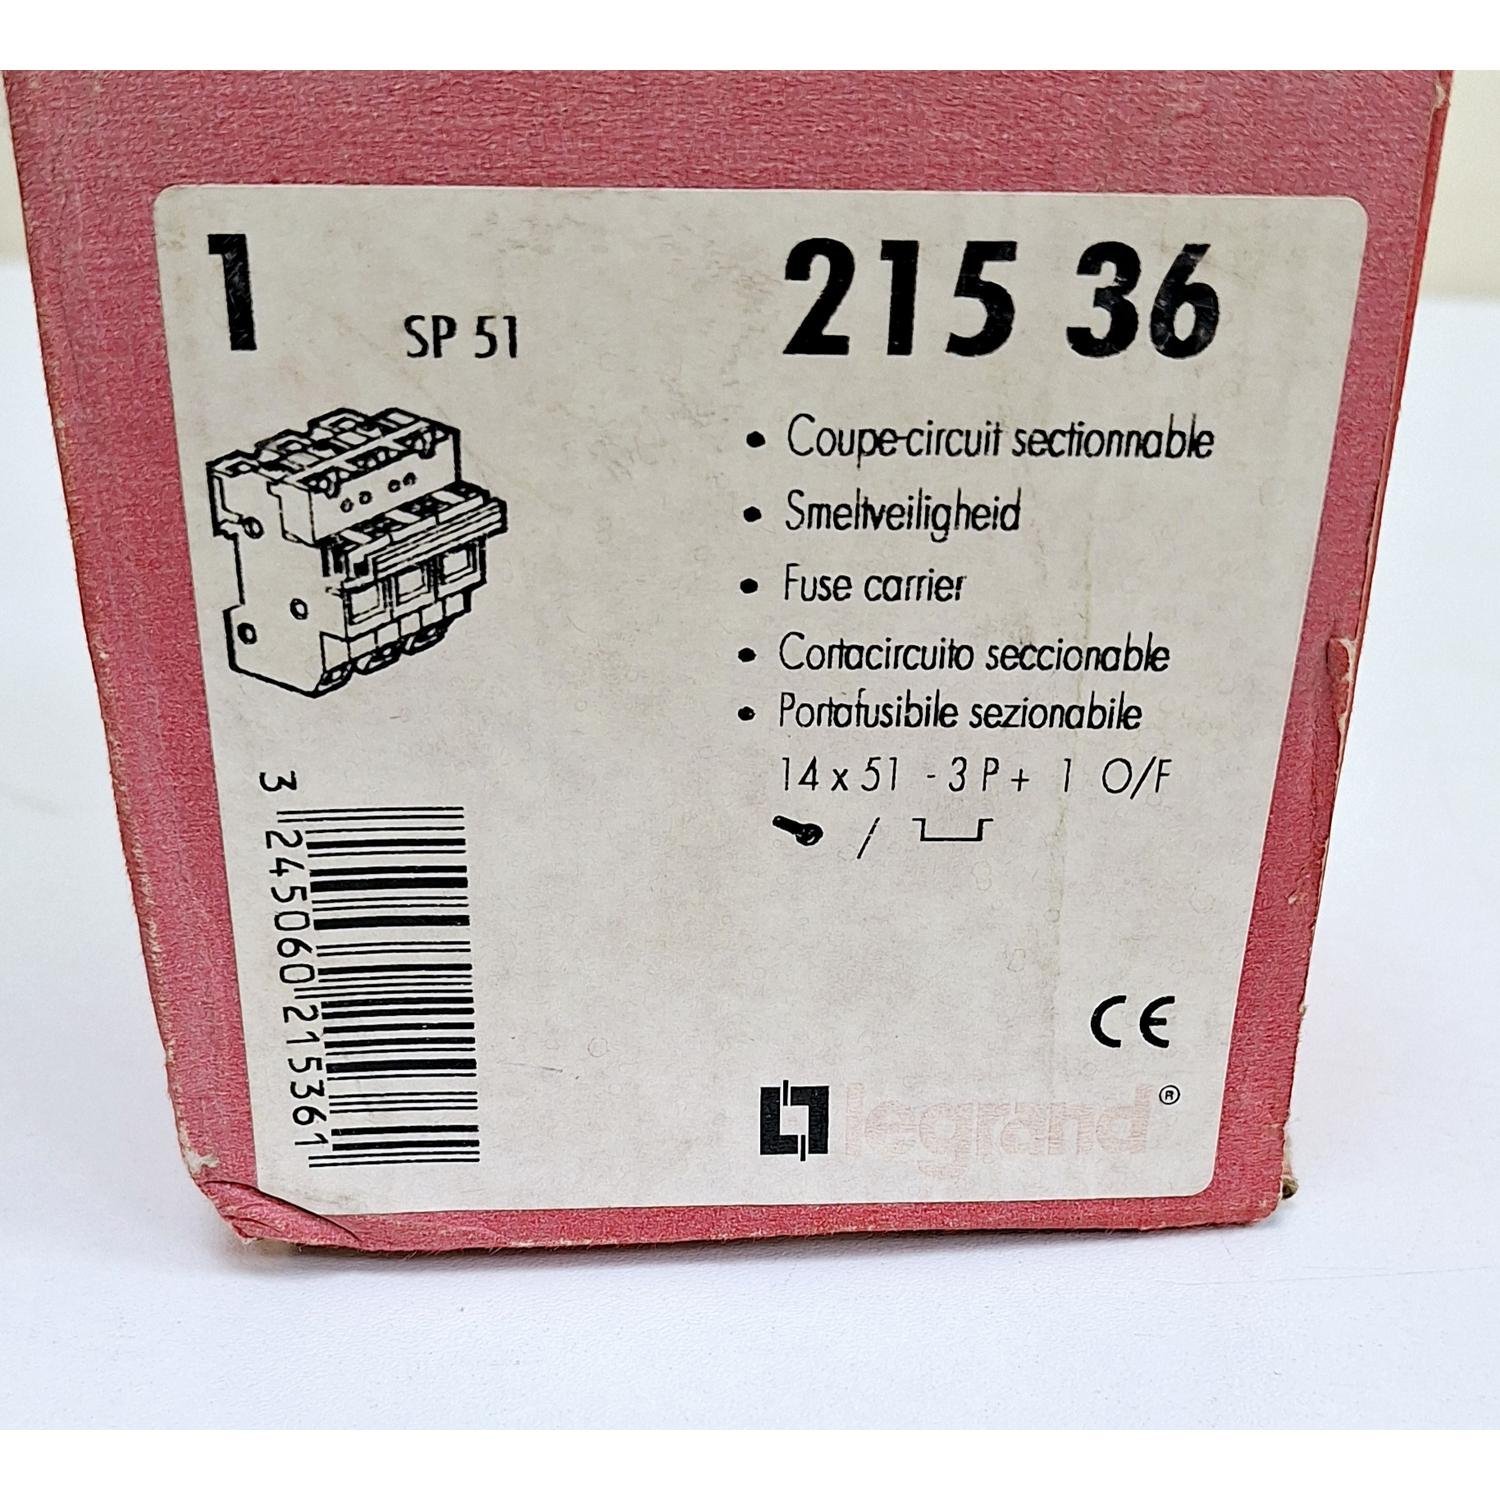 1 SP 51 215 36
• Coupe-circuit sectionnable
• Smeltveiligheid
• Fuse carrier
• Cortacircuito seccionable
• Portafusibile sezionabile
14 x 51 - 3 P + 1 O/F
/
3 245060 215361
CE
legrand®